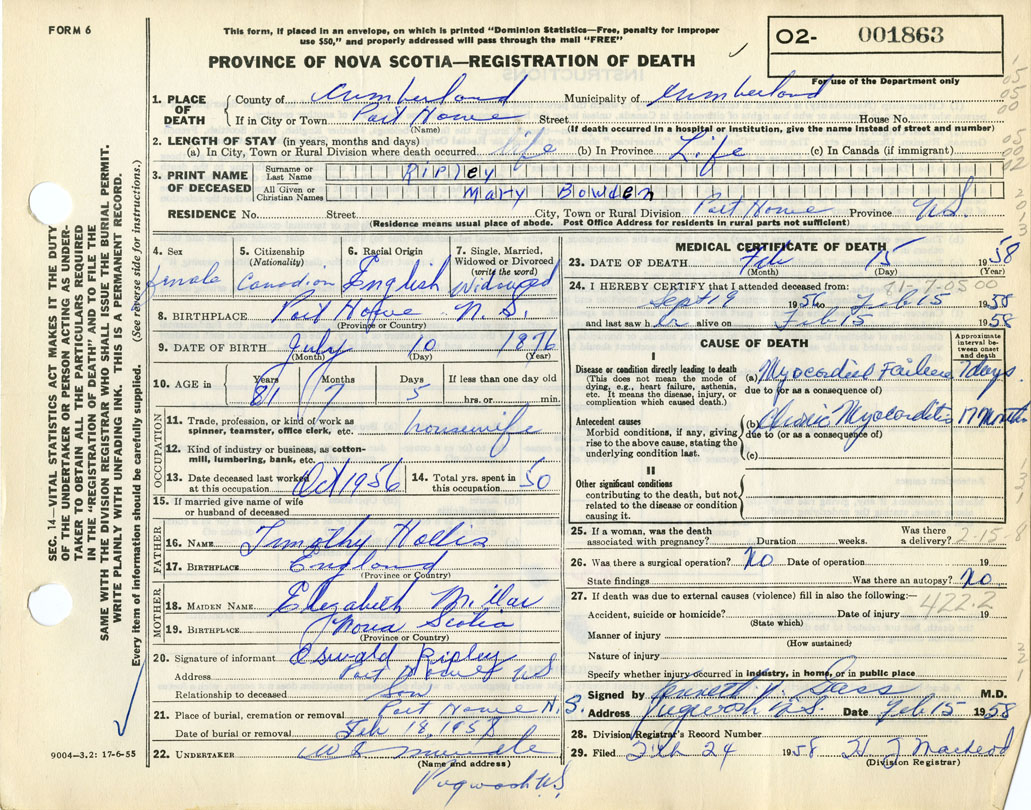 FORM 6
This form, if placed in an envelope, on which is printed "Dominion Statistics—Free, penalty for improper
use $50," and properly addressed will pass through the mail "FREE"
02- 001863
For use of the Department only
PROVINCE OF NOVA SCOTIA—REGISTRATION OF DEATH
1. PLACE OF DEATH County of Cumberland Municipality of Cumberland
If in City or Town Port Howe Street House No.
(Name) (If death occurred in a hospital or institution, give the name instead of street and number)
2. LENGTH OF STAY (in years, months and days)
(a) In City, Town or Rural Division where death occurred life (b) In Province Life (c) In Canada (if immigrant)
3. PRINT NAME OF DECEASED Surname or Last Name Ripley
All Given or Christian Names Mary Bowden
RESIDENCE No. Street City, Town or Rural Division Port Howe Province N.S.
(Residence means usual place of abode. Post Office Address for residents in rural parts not sufficient)
4. Sex female
5. Citizenship (Nationality) Canadian
6. Racial Origin English
7. Single, Married, Widowed or Divorced (write the word) Widowed
8. BIRTHPLACE Port Howe N.S.
(Province or Country)
9. DATE OF BIRTH July 10 1876
(Month) (Day) (Year)
10. AGE in Years 81 Months 7 Days 5 If less than one day old
hrs. or min.
OCCUPATION
11. Trade, profession, or kind of work as spinner, teamster, office clerk, etc. housewife
12. Kind of industry or business, as cotton-mill, lumbering, bank, etc.
13. Date deceased last worked at this occupation Oct 1956 14. Total yrs. spent in this occupation 50
15. If married give name of wife or husband of deceased
FATHER
16. NAME Timothy Hollis
17. BIRTHPLACE England
(Province or Country)
MOTHER
18. MAIDEN NAME Elizabeth Millar
19. BIRTHPLACE Nova Scotia
(Province or Country)
20. Signature of informant Oswald Ripley
Address Port Howe N.S.
Relationship to deceased Son
21. Place of burial, cremation or removal Port Howe N.S.
Date of burial or removal Feb 18, 1958
22. UNDERTAKER
(Name and address)
Pugwash N.S.
MEDICAL CERTIFICATE OF DEATH
23. DATE OF DEATH Feb 15 1958
(Month) (Day) (Year)
24. I HEREBY CERTIFY that I attended deceased from:
Sept 19 1956 to Feb 15 1958
and last saw her alive on Feb 15 1958
CAUSE OF DEATH
Approximate interval between onset and death
I
Disease or condition directly leading to death
(This does not mean the mode of dying, e.g., heart failure, asthenia, etc. It means the disease, injury, or complication which caused death.)
(a) Myocardial Failure 7 days
due to (or as a consequence of)
Antecedent causes
Morbid conditions, if any, giving rise to the above cause, stating the underlying condition last.
(b) Chronic Myocarditis 17 Months
due to (or as a consequence of)
(c)
II
Other significant conditions
contributing to the death, but not related to the disease or condition causing it.
25. If a woman, was the death associated with pregnancy? Duration weeks. Was there a delivery? 2-15-8
26. Was there a surgical operation? No Date of operation 19
State findings Was there an autopsy? No
27. If death was due to external causes (violence) fill in also the following:—
422.2
Accident, suicide or homicide? Date of injury 19
(State which)
Manner of injury
(How sustained)
Nature of injury
Specify whether injury occurred in industry, in home, or in public place
Signed by M.D.
Address Pugwash N.S. Date Feb 15 1958
28. Division Registrar's Record Number
29. Filed Feb 24 1958
(Division Registrar)
SEC. 14—VITAL STATISTICS ACT MAKES IT THE DUTY
OF THE UNDERTAKER OR PERSON ACTING AS UNDER-
TAKER TO OBTAIN ALL THE PARTICULARS REQUIRED
IN THE "REGISTRATION OF DEATH" AND TO FILE THE
SAME WITH THE DIVISION REGISTRAR WHO SHALL ISSUE THE BURIAL PERMIT.
WRITE PLAINLY WITH UNFADING INK. THIS IS A PERMANENT RECORD.
Every item of information should be carefully supplied. (See reverse side for instructions.)
9004—3.2: 17-6-55